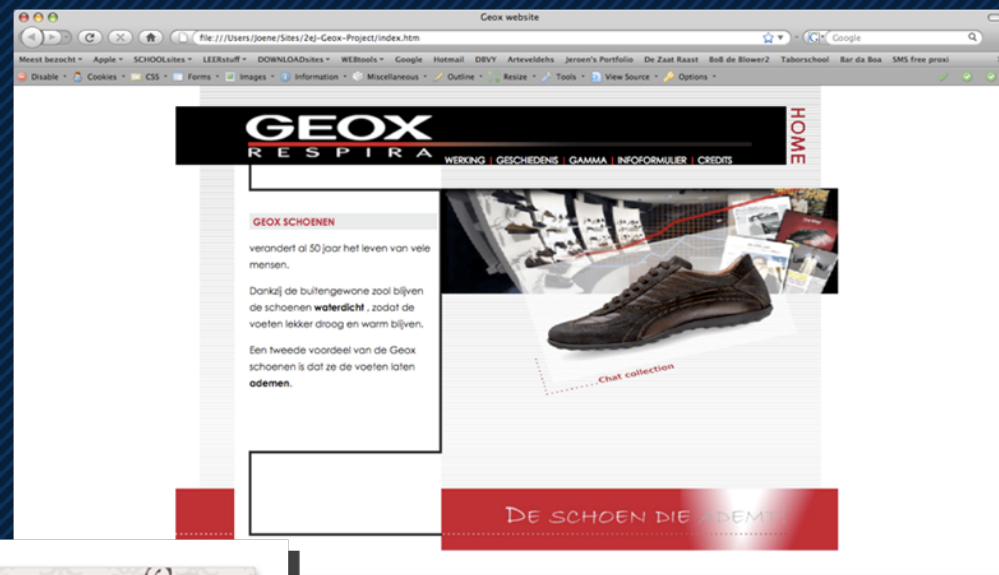 Geox website
file:///Users/Joene/Sites/2eJ-Geox-Project/index.htm
Google
Meest bezocht Apple SCHOOLsites LEERstuff DOWNLOADsites WEBtools Google Hotmail DBVY Arteveldehs Jeroen's Portfolio De Zaat Raast BoB de Blower2 Taborschool Bar da Boa SMS free proxi
Disable Cookies CSS Forms Images Information Miscellaneous Outline Resize Tools View Source Options
GEOX
RESPIRA
HOME
WERKING | GESCHIEDENIS | GAMMA | INFOFORMULIER | CREDITS
GEOX SCHOENEN
verandert al 50 jaar het leven van vele
mensen.
Dankzij de buitengewone zool blijven
de schoenen waterdicht , zodat de
voeten lekker droog en warm blijven.
Een tweede voordeel van de Geox
schoenen is dat ze de voeten laten
ademen.
Chat collection
DE SCHOEN DIE ADEMT